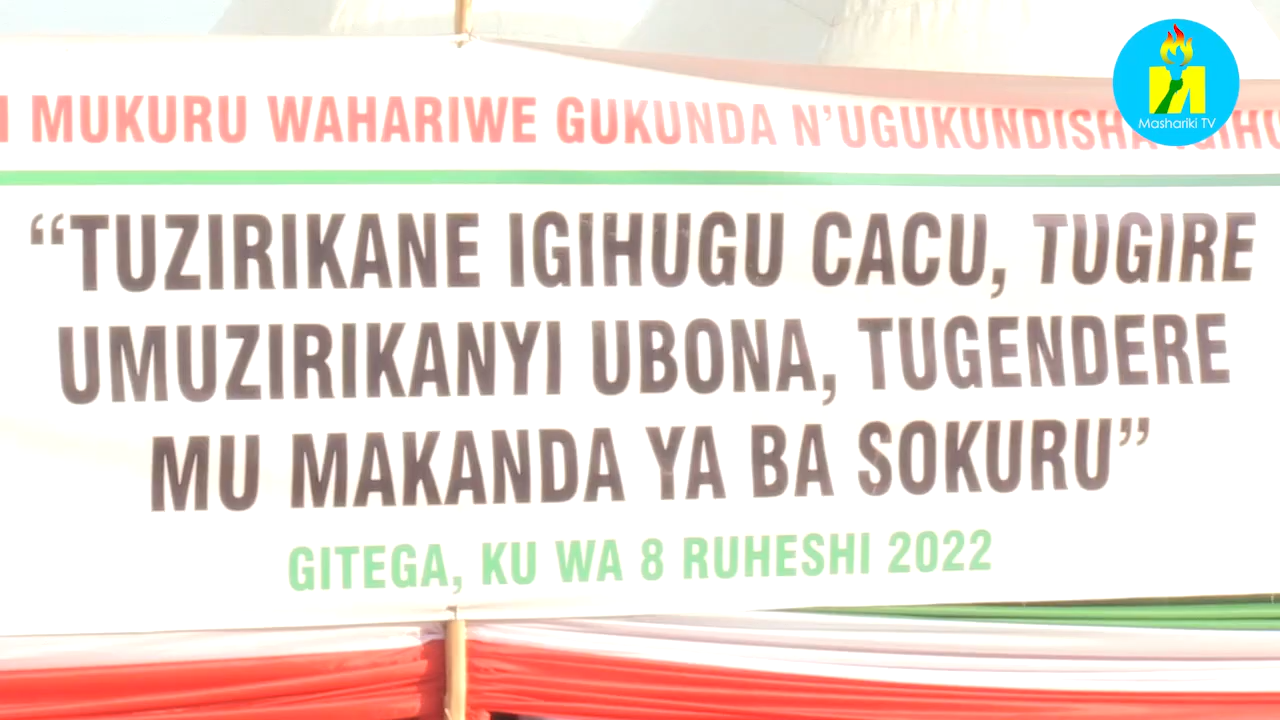 MUKURU WAHARIWE GUKUNDA N'UGUKUNDISHA
Mashariki TV
“TUZIRIKANE IGIHUGU CACU, TUGIRE
UMUZIRIKANYI UBONA, TUGENDERE
MU MAKANDA YA BA SOKURU”
GITEGA, KU WA 8 RUHESHI 2022